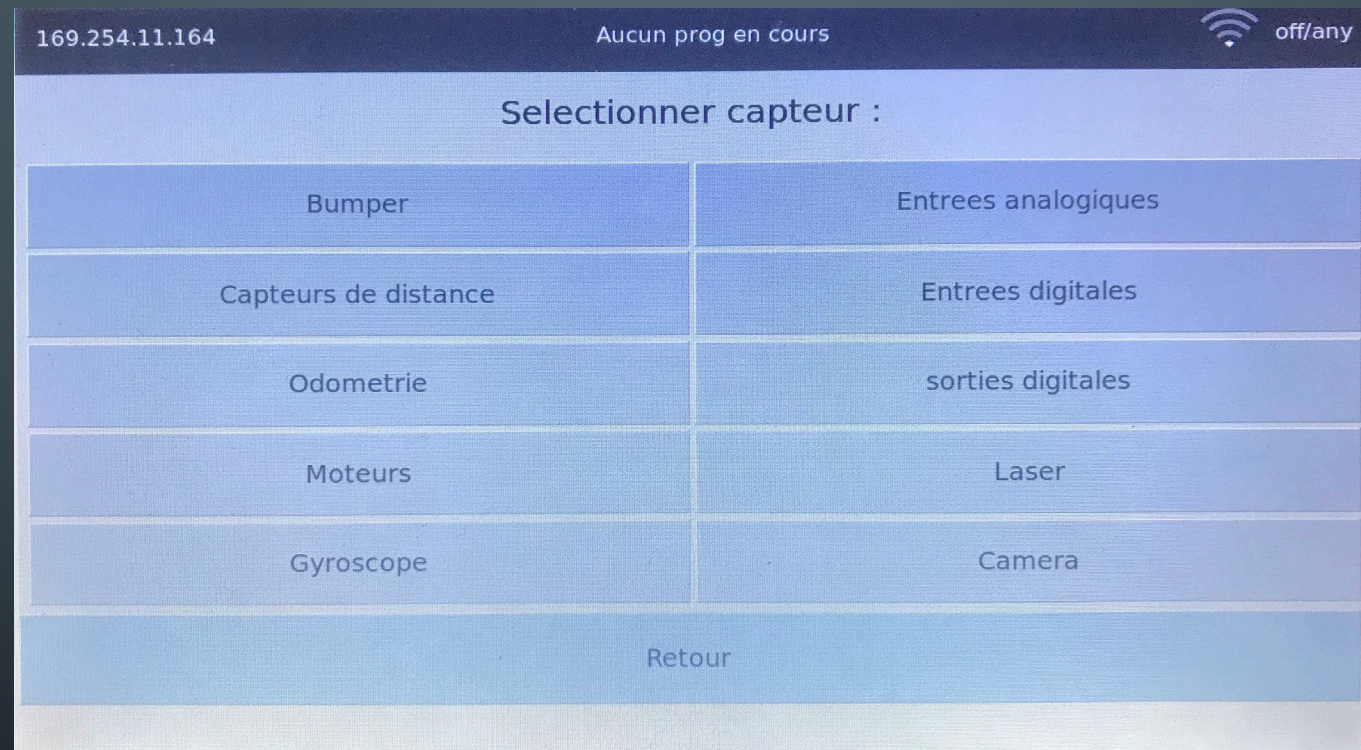 169.254.11.164 Aucun prog en cours off/any
Selectionner capteur :
Bumper Entrees analogiques
Capteurs de distance Entrees digitales
Odometrie sorties digitales
Moteurs Laser
Gyroscope Camera
Retour